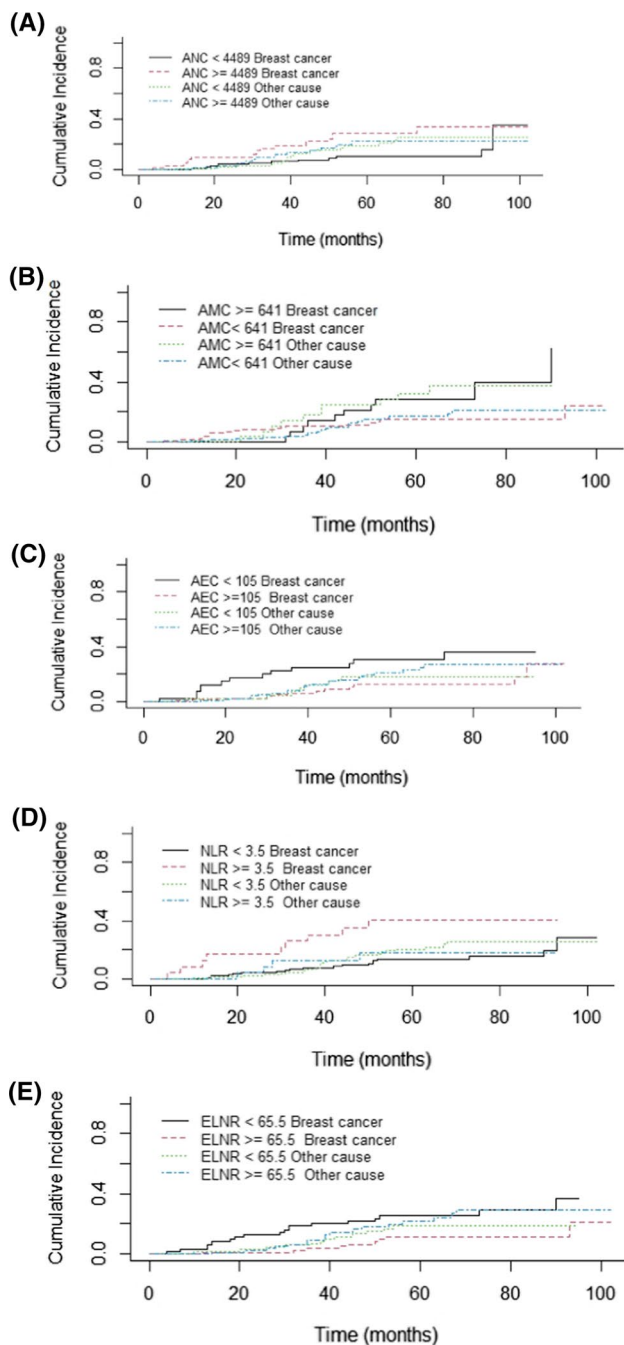 (A)
Cumulative Incidence
0.8
0.4
0.0
ANC < 4489 Breast cancer
ANC >= 4489 Breast cancer
ANC < 4489 Other cause
ANC >= 4489 Other cause
0 20 40 60 80 100
Time (months)
(B)
Cumulative Incidence
0.8
0.4
0.0
AMC >= 641 Breast cancer
AMC< 641 Breast cancer
AMC >= 641 Other cause
AMC< 641 Other cause
0 20 40 60 80 100
Time (months)
(C)
Cumulative Incidence
0.8
0.4
0.0
AEC < 105 Breast cancer
AEC >=105 Breast cancer
AEC < 105 Other cause
AEC >=105 Other cause
0 20 40 60 80 100
Time (months)
(D)
Cumulative Incidence
0.8
0.4
0.0
NLR < 3.5 Breast cancer
NLR >= 3.5 Breast cancer
NLR < 3.5 Other cause
NLR >= 3.5 Other cause
0 20 40 60 80 100
Time (months)
(E)
Cumulative Incidence
0.8
0.4
0.0
ELNR < 65.5 Breast cancer
ELNR >= 65.5 Breast cancer
ELNR < 65.5 Other cause
ELNR >= 65.5 Other cause
0 20 40 60 80 100
Time (months)